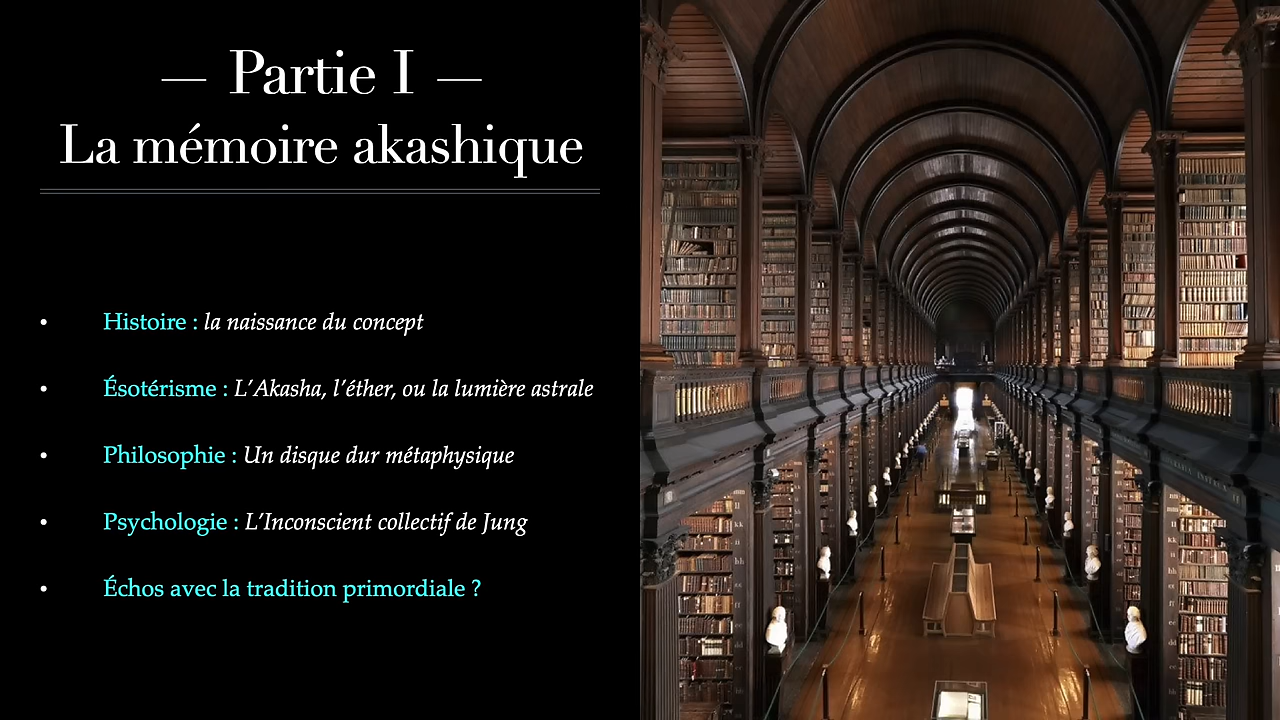 — Partie I —
La mémoire akashique
• Histoire : la naissance du concept
• Ésotérisme : L’Akasha, l’éther, ou la lumière astrale
• Philosophie : Un disque dur métaphysique
• Psychologie : L’Inconscient collectif de Jung
• Échos avec la tradition primordiale ?